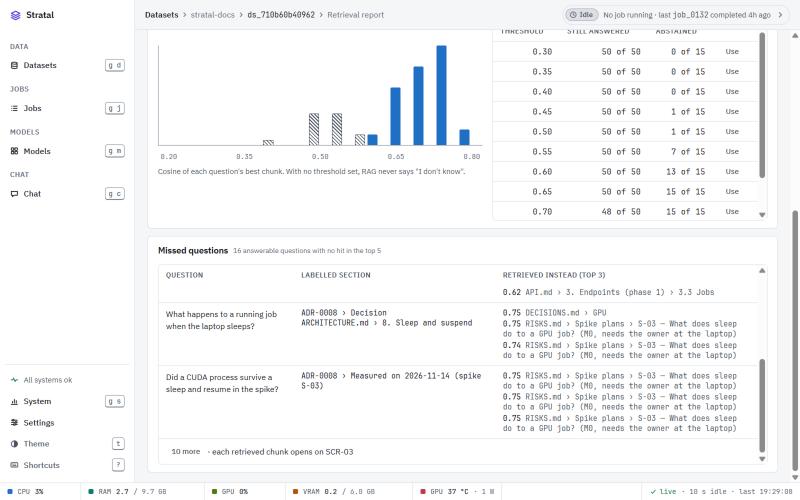 Stratal
Datasets › stratal-docs › ds_710b60b40962 › Retrieval report
Idle No job running · last job_0132 completed 4h ago
DATA
Datasets g d
JOBS
Jobs g j
MODELS
Models g m
CHAT
Chat g c
All systems ok
System g s
Settings
Theme t
Shortcuts ?
0.20 0.35 0.50 0.65 0.80
Cosine of each question's best chunk. With no threshold set, RAG never says "I don't know".
THRESHOLD STILL ANSWERED ABSTAINED
0.30 50 of 50 0 of 15 Use
0.35 50 of 50 0 of 15 Use
0.40 50 of 50 0 of 15 Use
0.45 50 of 50 1 of 15 Use
0.50 50 of 50 1 of 15 Use
0.55 50 of 50 7 of 15 Use
0.60 50 of 50 13 of 15 Use
0.65 50 of 50 15 of 15 Use
0.70 48 of 50 15 of 15 Use
Missed questions 16 answerable questions with no hit in the top 5
QUESTION LABELLED SECTION RETRIEVED INSTEAD (TOP 3)
0.62 API.md › 3. Endpoints (phase 1) › 3.3 Jobs
What happens to a running job
when the laptop sleeps?
ADR-0008 › Decision
ARCHITECTURE.md › 8. Sleep and suspend
0.75 DECISIONS.md › GPU
0.75 RISKS.md › Spike plans › S-03 — What does sleep
do to a GPU job? (M0, needs the owner at the laptop)
0.74 RISKS.md › Spike plans › S-03 — What does sleep
do to a GPU job? (M0, needs the owner at the laptop)
Did a CUDA process survive a
sleep and resume in the spike?
ADR-0008 › Measured on 2026-11-14 (spike
S-03)
0.75 RISKS.md › Spike plans › S-03 — What does sleep
do to a GPU job? (M0, needs the owner at the laptop)
0.75 RISKS.md › Spike plans › S-03 — What does sleep
do to a GPU job? (M0, needs the owner at the laptop)
0.75 RISKS.md › Spike plans › S-03 — What does sleep
do to a GPU job? (M0, needs the owner at the laptop)
10 more · each retrieved chunk opens on SCR-03
CPU 3% RAM 2.7 / 9.7 GB GPU 0% VRAM 0.2 / 6.0 GB GPU 37 °C · 1 W live · 10 s idle · last 19:29:08